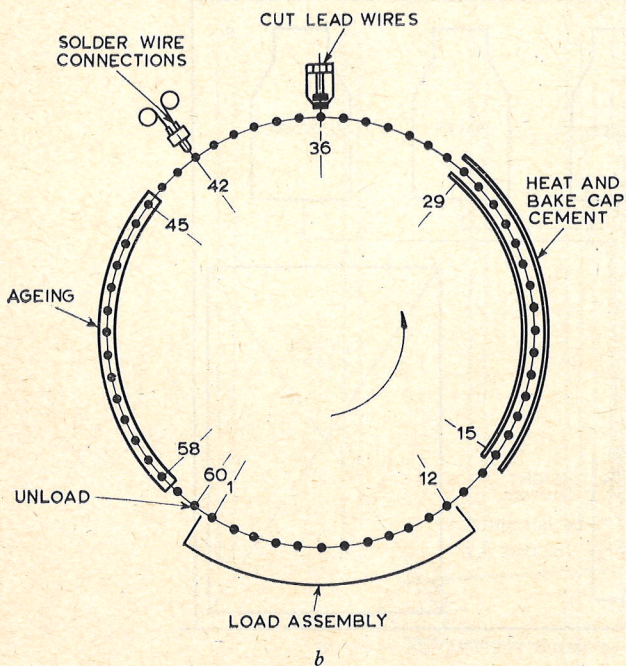 CUT LEAD WIRES
SOLDER WIRE
CONNECTIONS
36
42
29
HEAT AND
BAKE CAP
CEMENT
45
AGEING
58
15
60
1
12
UNLOAD
LOAD ASSEMBLY
b